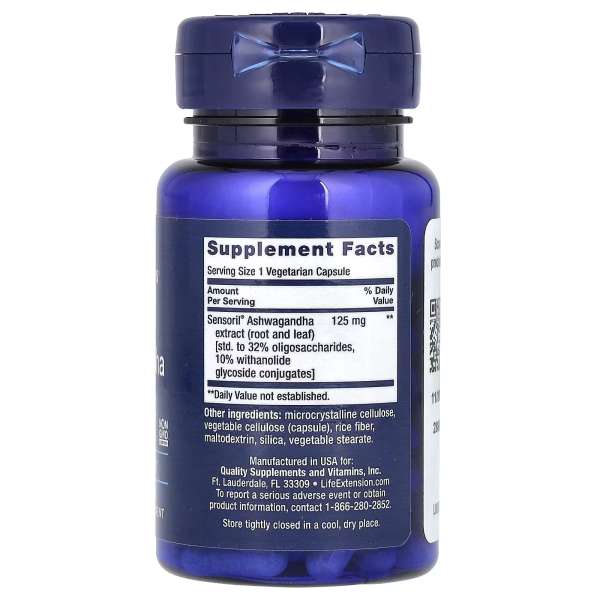 Supplement Facts
Serving Size 1 Vegetarian Capsule
Amount Per Serving % Daily Value
Sensoril® Ashwagandha 125 mg **
extract (root and leaf)
[std. to 32% oligosaccharides,
10% withanolide
glycoside conjugates]
**Daily Value not established.
Other ingredients: microcrystalline cellulose,
vegetable cellulose (capsule), rice fiber,
maltodextrin, silica, vegetable stearate.
Manufactured in USA for:
Quality Supplements and Vitamins, Inc.
Ft. Lauderdale, FL 33309 • LifeExtension.com
To report a serious adverse event or obtain
product information, contact 1-866-280-2852.
Store tightly closed in a cool, dry place.
NON
GMO